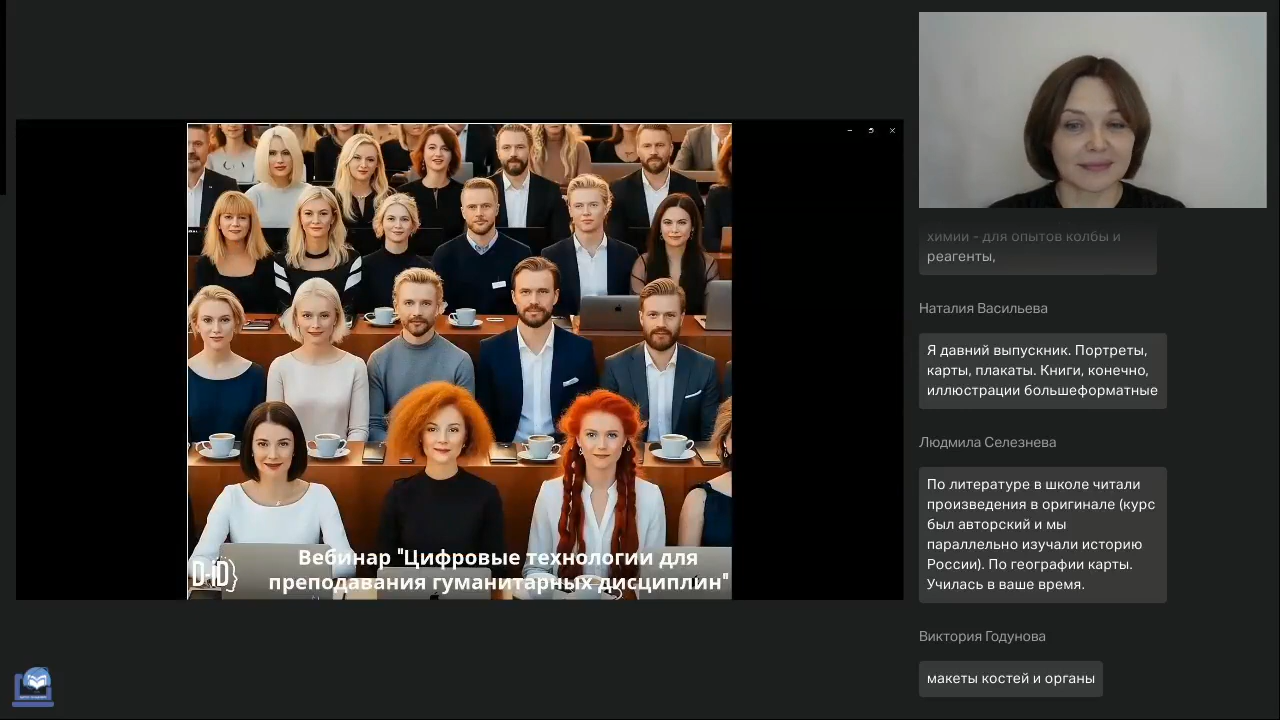 химии - для опытов колбы и
реагенты,
Наталия Васильева
Я давний выпускник. Портреты,
карты, плакаты. Книги, конечно,
иллюстрации большеформатные
Людмила Селезнева
По литературе в школе читали
произведения в оригинале (курс
был авторский и мы
параллельно изучали историю
России). По географии карты.
Училась в ваше время.
Виктория Годунова
макеты костей и органы
Вебинар "Цифровые технологии для
преподавания гуманитарных дисциплин"
D-iD